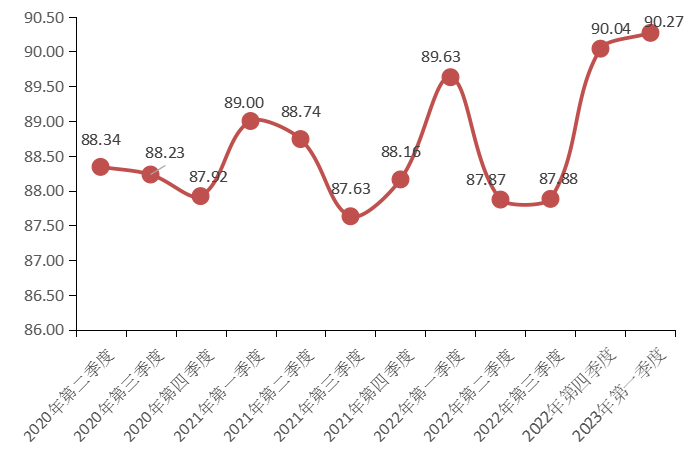 90.50
90.00
89.50
89.00
88.50
88.00
87.50
87.00
86.50
86.00
88.34
88.23
87.92
89.00
88.74
87.63
88.16
89.63
87.87
87.88
90.04
90.27
2020年第二季度
2020年第三季度
2020年第四季度
2021年第一季度
2021年第二季度
2021年第三季度
2021年第四季度
2022年第一季度
2022年第二季度
2022年第三季度
2022年第四季度
2023年第一季度